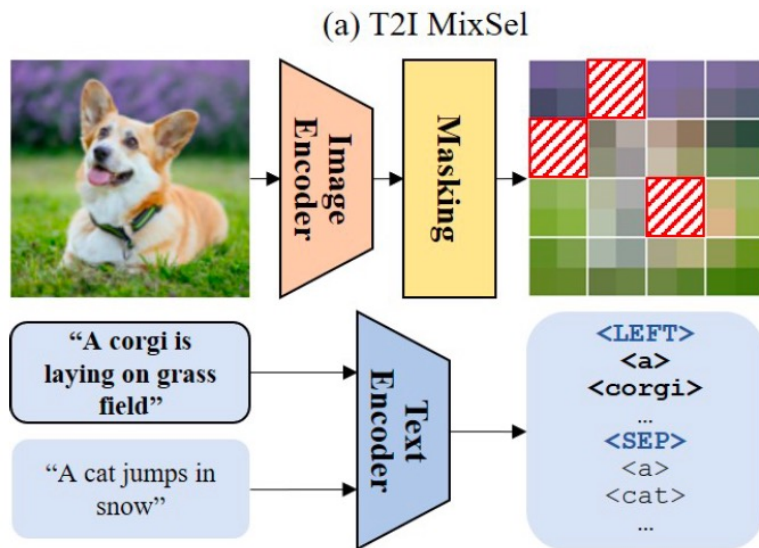 (a) T2I MixSel
Image
Encoder
Masking
“A corgi is
laying on grass
field”
“A cat jumps in
snow”
Text
Encoder
<LEFT>
<a>
<corgi>
...
<SEP>
<a>
<cat>
...